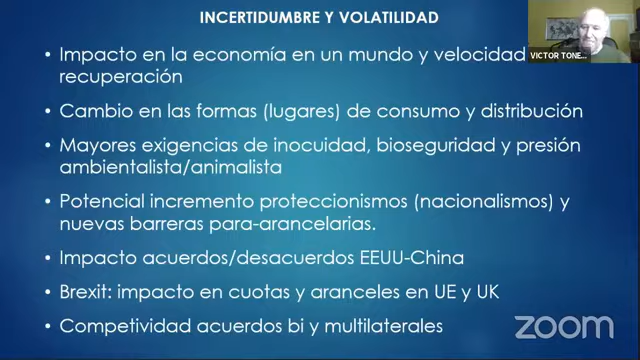 INCERTIDUMBRE Y VOLATILIDAD
• Impacto en la economía en un mundo y velocidad
recuperación
• Cambio en las formas (lugares) de consumo y distribución
• Mayores exigencias de inocuidad, bioseguridad y presión
ambientalista/animalista
• Potencial incremento proteccionismos (nacionalismos) y
nuevas barreras para-arancelarias.
• Impacto acuerdos/desacuerdos EEUU-China
• Brexit: impacto en cuotas y aranceles en UE y UK
• Competividad acuerdos bi y multilaterales
VICTOR TONE...
zoom